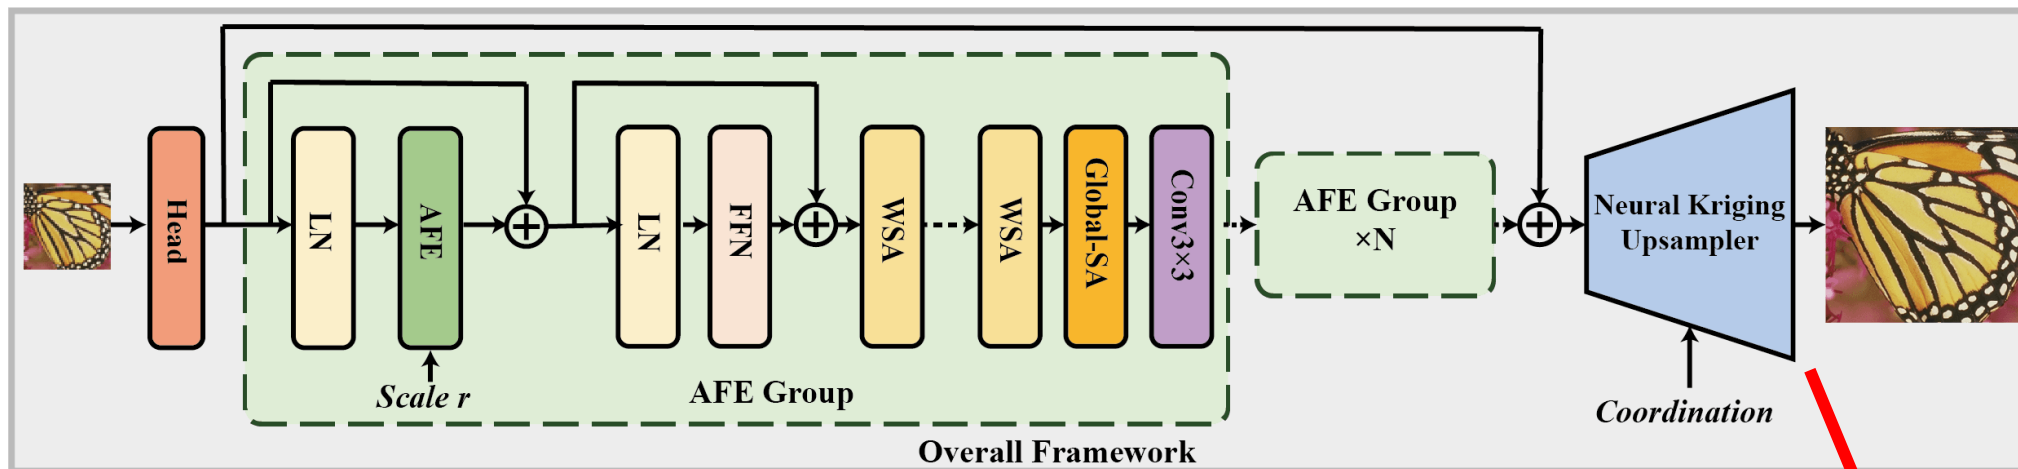 Head
LN
AFE
LN
FFN
WSA
WSA
Global-SA
Conv3×3
Scale r
AFE Group
AFE Group
×N
Neural Kriging
Upsampler
Coordination
Overall Framework